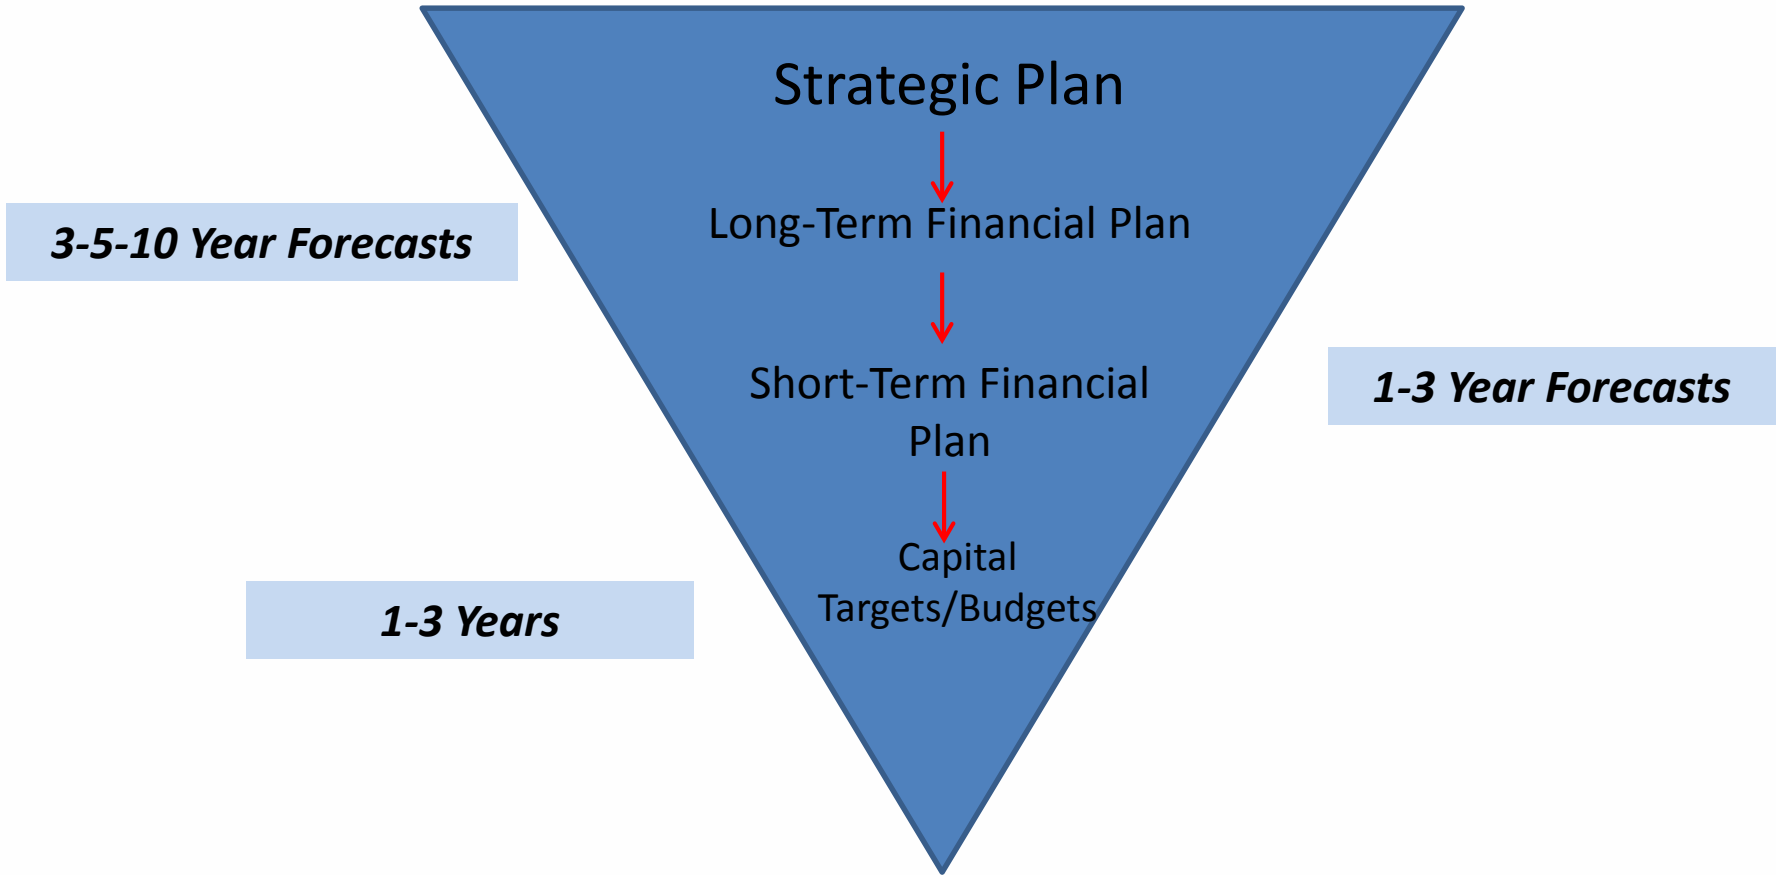 Strategic Plan
Long-Term Financial Plan
3-5-10 Year Forecasts
Short-Term Financial
Plan
1-3 Year Forecasts
Capital
Targets/Budgets
1-3 Years